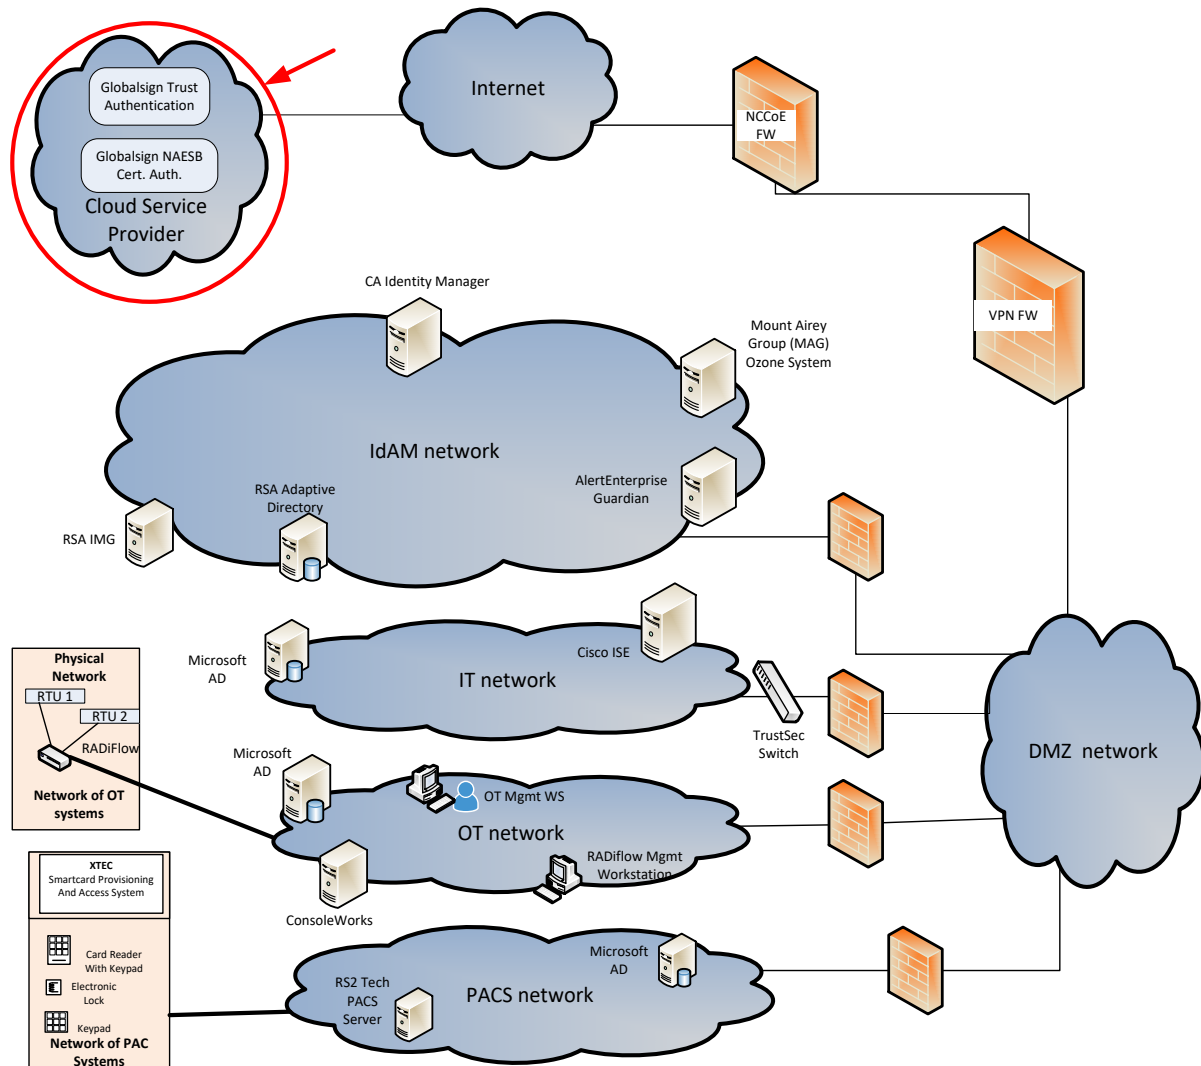 Globalsign Trust
Authentication
Globalsign NAESB
Cert. Auth.
Cloud Service
Provider
Internet
NCCoE
FW
VPN FW
CA Identity Manager
Mount Airey
Group (MAG)
Ozone System
IdAM network
AlertEnterprise
Guardian
RSA Adaptive
Directory
RSA IMG
Cisco ISE
Microsoft
AD
IT network
TrustSec
Switch
DMZ network
Physical
Network
RTU 1
RTU 2
RADiFlow
Network of OT
systems
Microsoft
AD
OT Mgmt WS
OT network
RADiflow Mgmt
Workstation
ConsoleWorks
XTEC
Smartcard Provisioning
And Access System
Card Reader
With Keypad
Electronic
Lock
Keypad
Network of PAC
Systems
Microsoft
AD
RS2 Tech
PACS
Server
PACS network